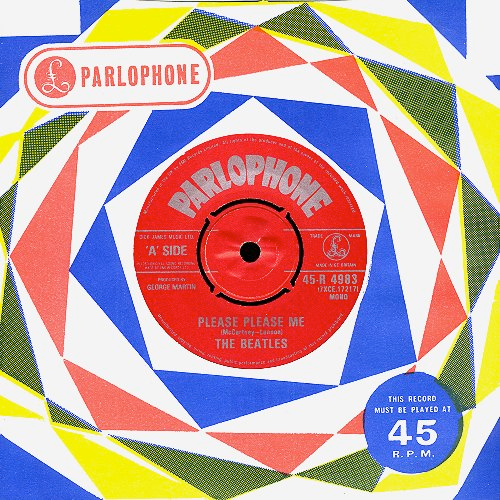 £ PARLOPHONE
PARLOPHONE
DICK JAMES MUSIC LTD.
TRADE MARK
£
'A' SIDE
MADE IN GT. BRITAIN
45-R 4983
(7XCE.17217)
MONO
PRODUCED BY
GEORGE MARTIN
PLEASE PLEASE ME
(McCartney—Lennon)
THE BEATLES
THIS RECORD
MUST BE PLAYED AT
45
R.P.M.